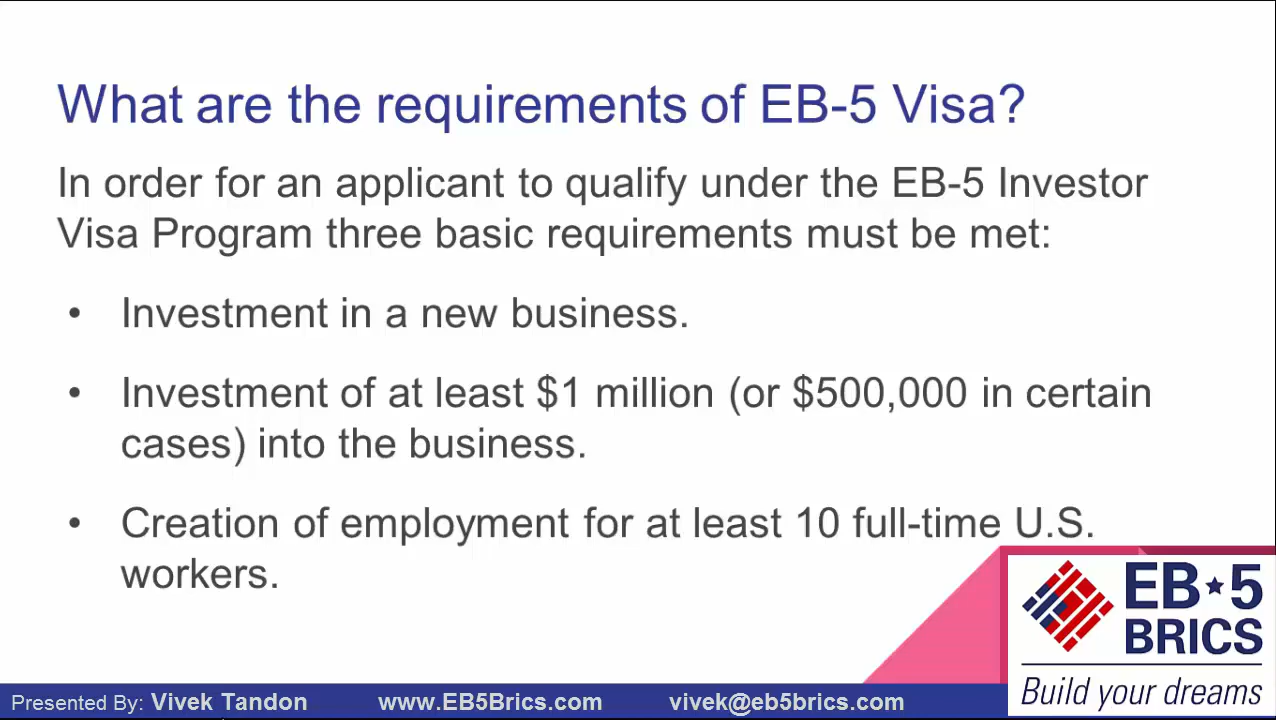 What are the requirements of EB-5 Visa?
In order for an applicant to qualify under the EB-5 Investor
Visa Program three basic requirements must be met:
• Investment in a new business.
• Investment of at least $1 million (or $500,000 in certain
cases) into the business.
• Creation of employment for at least 10 full-time U.S.
workers.
EB★5
BRICS
Build your dreams
Presented By: Vivek Tandon www.EB5Brics.com vivek@eb5brics.com